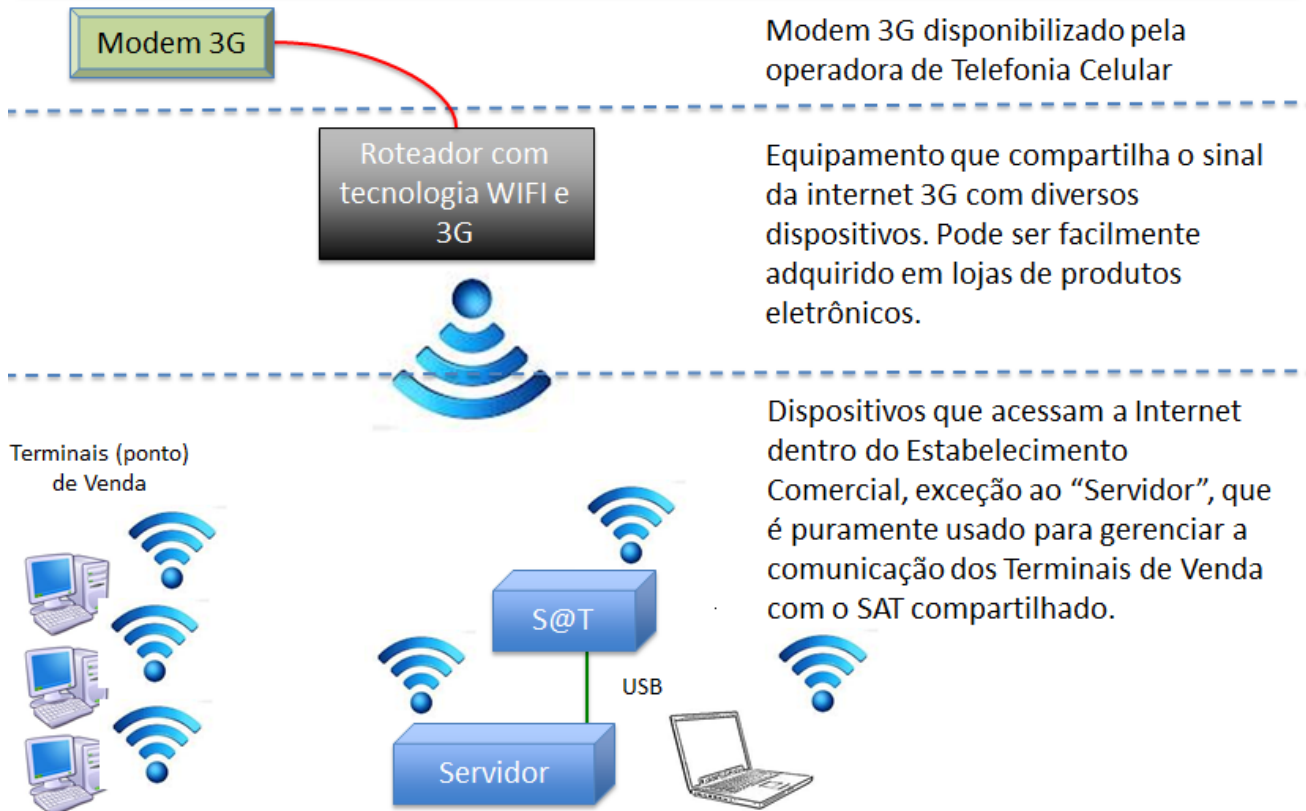 Modem 3G
Modem 3G disponibilizado pela
operadora de Telefonia Celular
Roteador com
tecnologia WIFI e
3G
Equipamento que compartilha o sinal
da internet 3G com diversos
dispositivos. Pode ser facilmente
adquirido em lojas de produtos
eletrônicos.
Dispositivos que acessam a Internet
dentro do Estabelecimento
Comercial, exceção ao “Servidor”, que
é puramente usado para gerenciar a
comunicação dos Terminais de Venda
com o SAT compartilhado.
Terminais (ponto)
de Venda
S@T
USB
Servidor